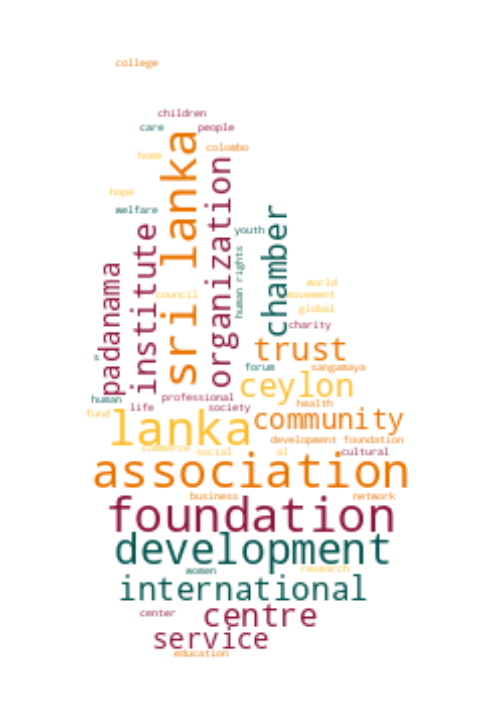 college
children
care
people
home
colombo
hope
welfare
sri lanka
organization
institute
chamber
youth
human rights
padanama
council
world
movement
global
charity
trust
s
forum
sangamaya
ceylon
human
professional
life
society
health
fund
lanka
community
development foundation
commerce
social
al
cultural
association
business
network
foundation
development
women
research
international
center
centre
service
education